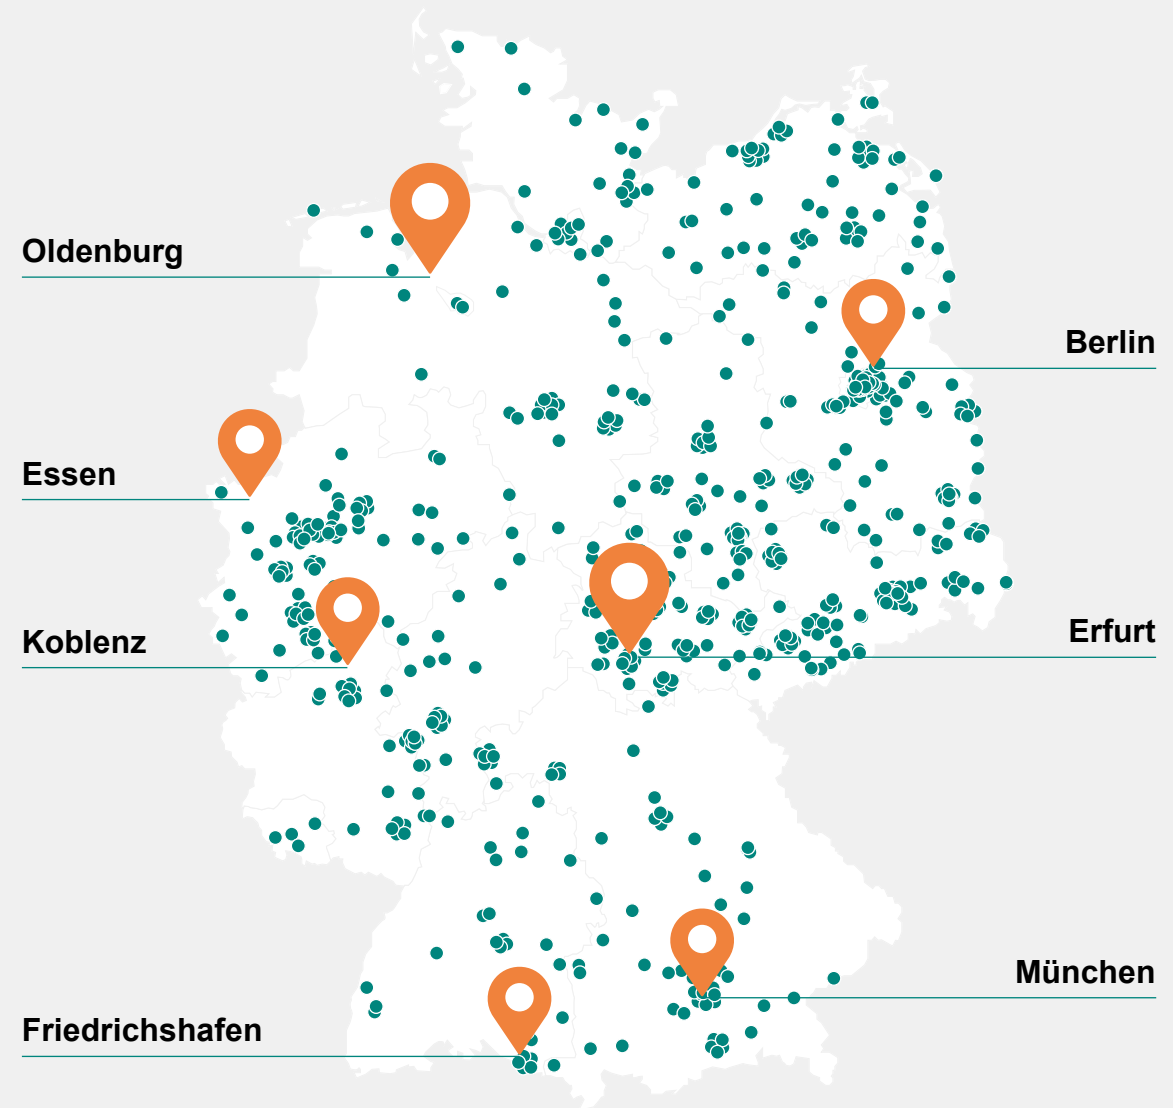 Oldenburg
Berlin
Essen
Erfurt
Koblenz
München
Friedrichshafen